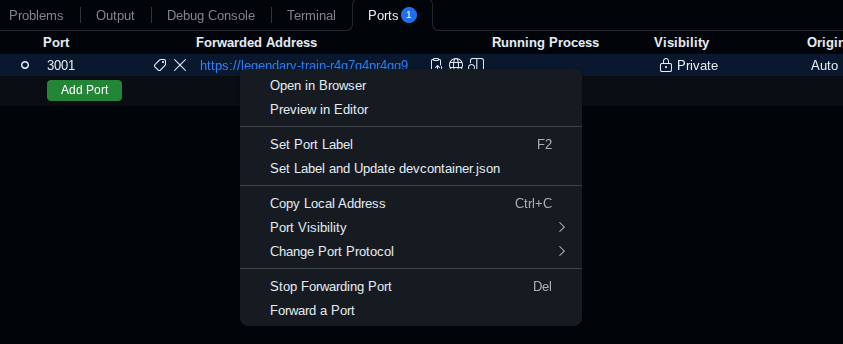 Problems Output Debug Console Terminal Ports 1
Port Forwarded Address Running Process Visibility Origin
3001 Private Auto
Add Port
Open in Browser
Preview in Editor
Set Port Label F2
Set Label and Update devcontainer.json
Copy Local Address Ctrl+C
Port Visibility
Change Port Protocol
Stop Forwarding Port Del
Forward a Port